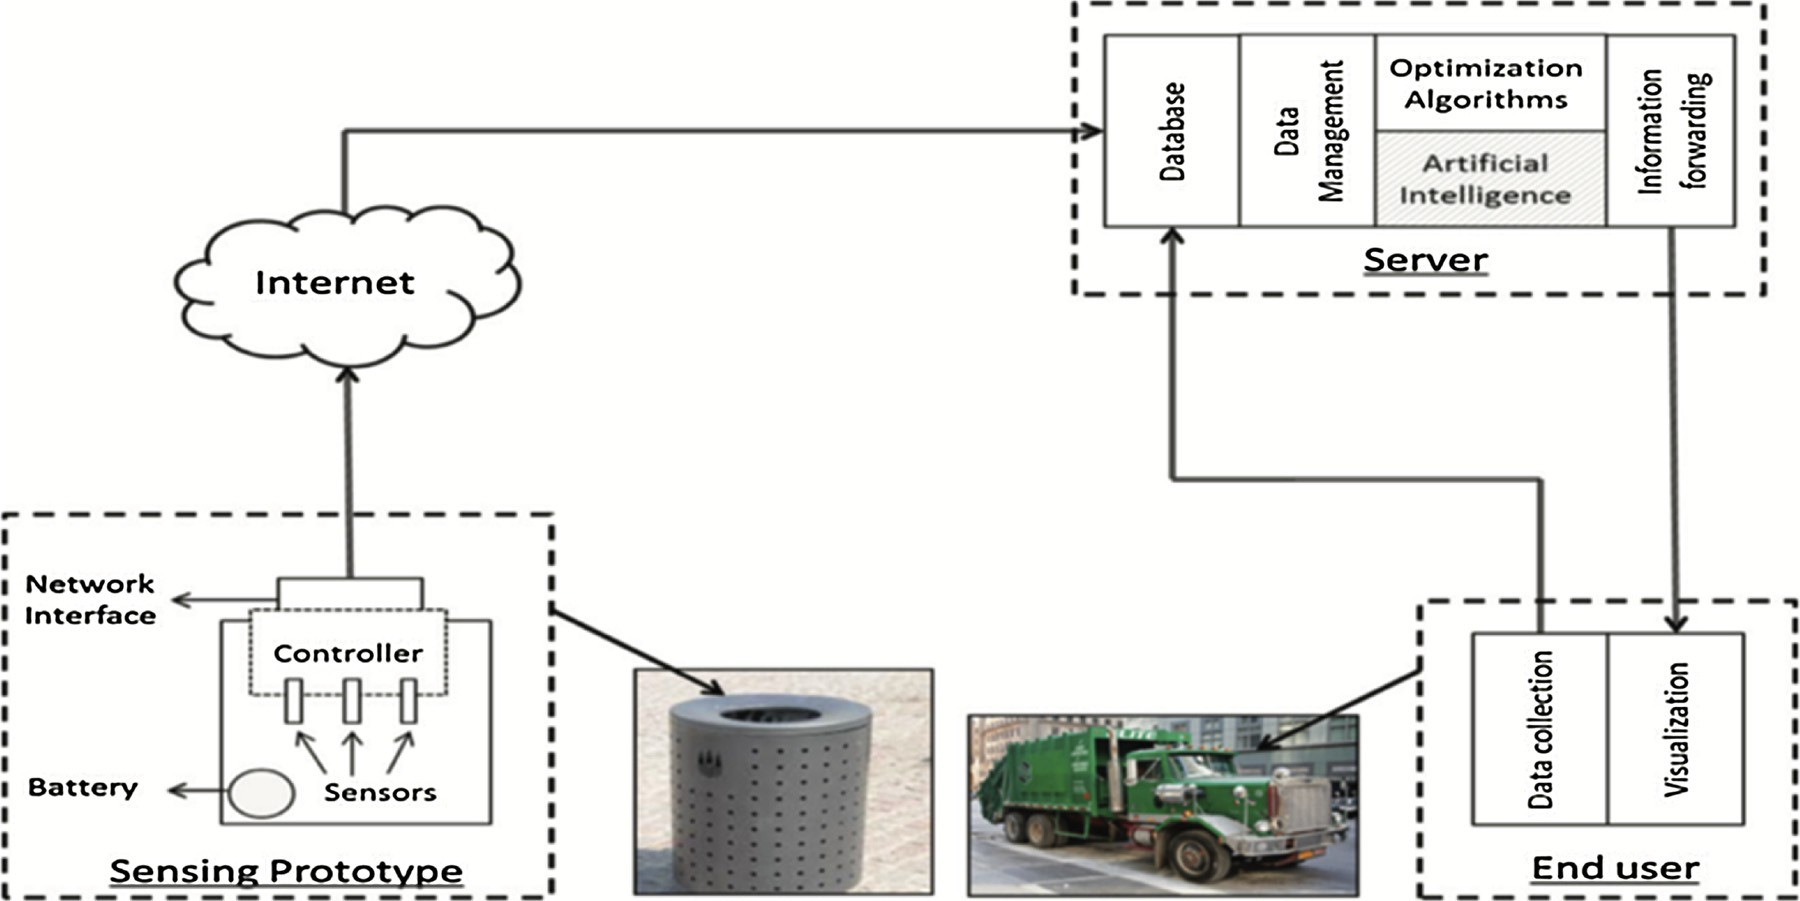 Database
Data
Management
Optimization
Algorithms
Artificial
Intelligence
Information
forwarding
Server
Internet
Network
Interface
Controller
Sensors
Battery
Sensing Prototype
LITE
Data collection
Visualization
End user